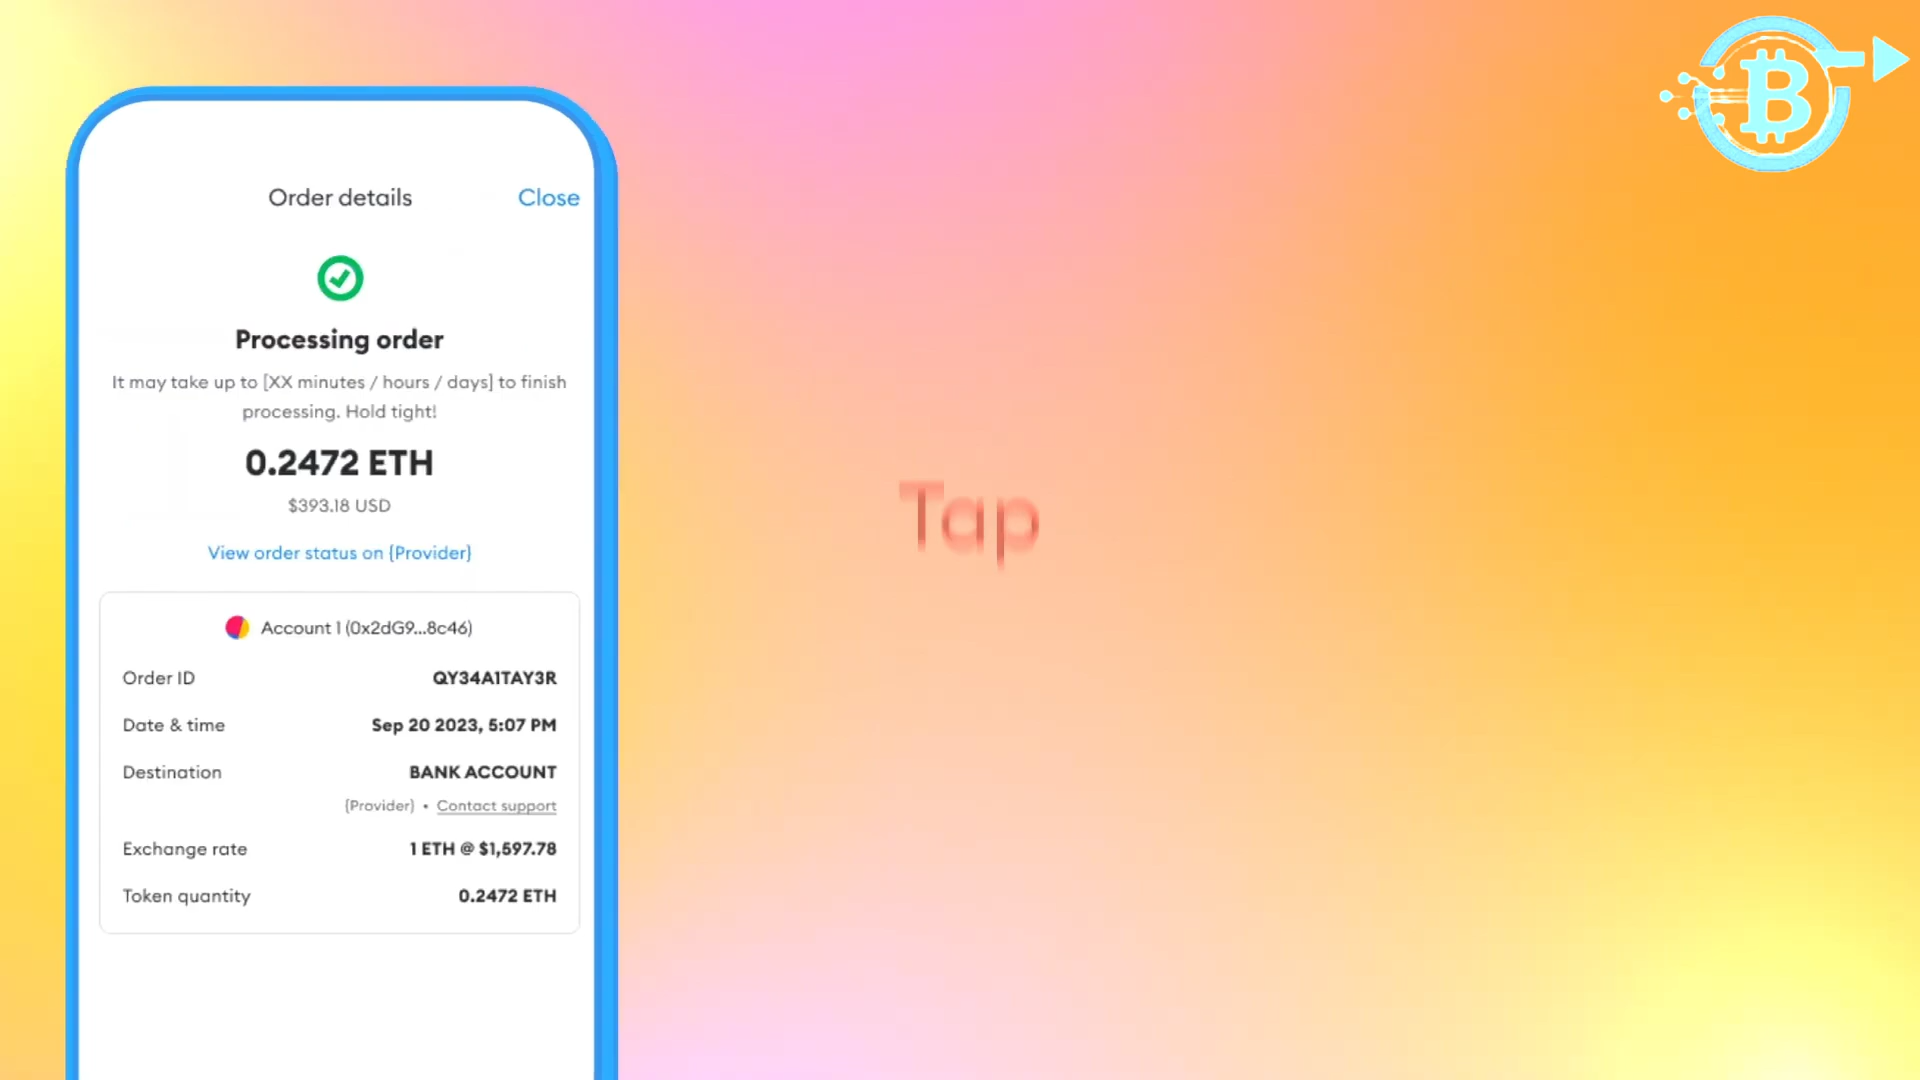 Order details
Close
Processing order
It may take up to [XX minutes / hours / days] to finish
processing. Hold tight!
0.2472 ETH
$393.18 USD
View order status on {Provider}
Account 1 (0x2dG9...8c46)
Order ID QY34A1TAY3R
Date & time Sep 20 2023, 5:07 PM
Destination BANK ACCOUNT
{Provider} • Contact support
Exchange rate 1 ETH @ $1,597.78
Token quantity 0.2472 ETH
Tap